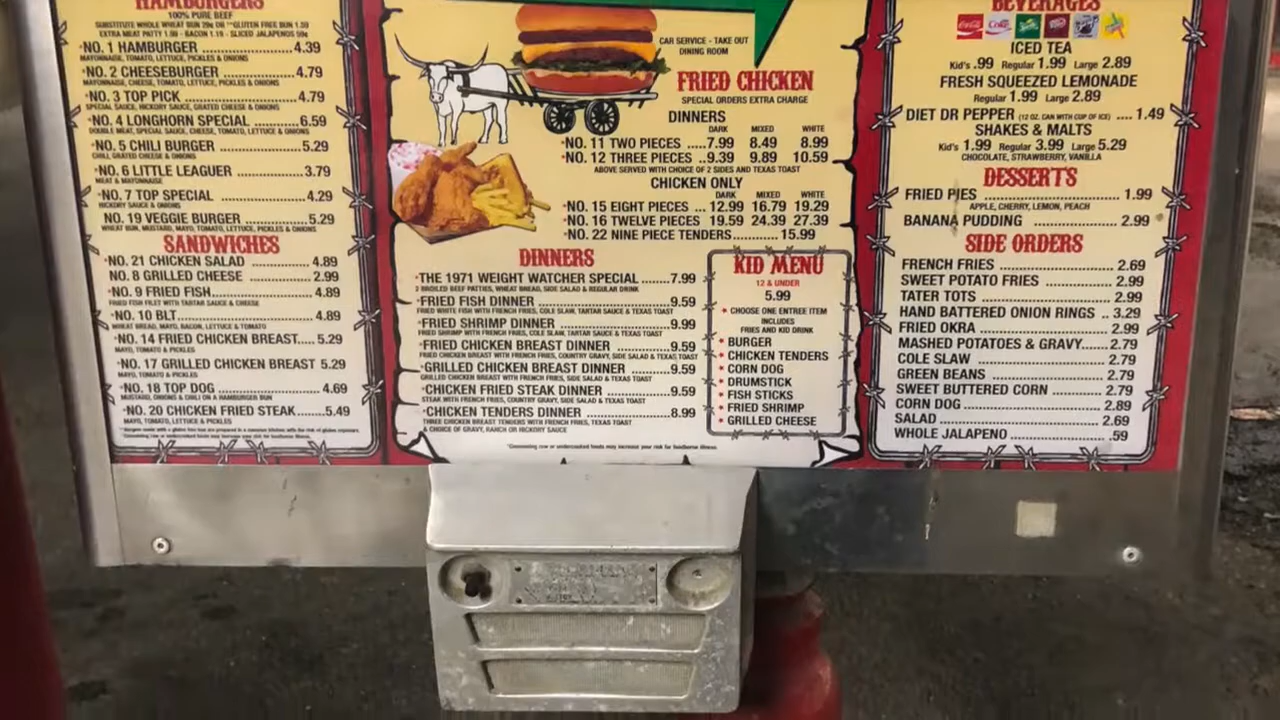 HAMBURGERS
100% PURE BEEF
SUBSTITUTE WHOLE WHEAT BUN 29¢ OR **GLUTEN FREE BUN 1.59
EXTRA MEAT PATTY 1.99 - BACON 1.19 - SLICED JALAPENOS 59¢
*NO. 1 HAMBURGER 4.39
MAYONNAISE, TOMATO, LETTUCE, PICKLES & ONIONS
*NO. 2 CHEESEBURGER 4.79
MAYONNAISE, CHEESE, TOMATO, LETTUCE, PICKLES & ONIONS
*NO. 3 TOP PICK 4.79
SPECIAL SAUCE, HICKORY SAUCE, GRATED CHEESE & ONIONS
*NO. 4 LONGHORN SPECIAL 6.59
DOUBLE MEAT, SPECIAL SAUCE, CHEESE, TOMATO, LETTUCE & ONIONS
*NO. 5 CHILI BURGER 5.29
CHILI, GRATED CHEESE & ONIONS
*NO. 6 LITTLE LEAGUER 3.79
MEAT & MAYONNAISE
*NO. 7 TOP SPECIAL 4.29
HICKORY SAUCE & ONIONS
NO. 19 VEGGIE BURGER 5.29
WHEAT BUN, MUSTARD, MAYO, TOMATO, LETTUCE, PICKLES & ONIONS
SANDWICHES
*NO. 21 CHICKEN SALAD 4.89
NO. 8 GRILLED CHEESE 2.99
*NO. 9 FRIED FISH 4.89
FRIED FISH FILET WITH TARTAR SAUCE & CHEESE
*NO. 10 BLT 4.89
WHEAT BREAD, MAYO, BACON, LETTUCE & TOMATO
*NO. 14 FRIED CHICKEN BREAST 5.29
MAYO, TOMATO & PICKLES
*NO. 17 GRILLED CHICKEN BREAST 5.29
MAYO, TOMATO & PICKLES
*NO. 18 TOP DOG 4.69
MUSTARD, ONIONS & CHILI ON A HAMBURGER BUN
*NO. 20 CHICKEN FRIED STEAK 5.49
MAYO, TOMATO, LETTUCE & PICKLES
CAR SERVICE - TAKE OUT
DINING ROOM
FRIED CHICKEN
SPECIAL ORDERS EXTRA CHARGE
DINNERS
DARK MIXED WHITE
*NO. 11 TWO PIECES 7.99 8.49 8.99
*NO. 12 THREE PIECES 9.39 9.89 10.59
ABOVE SERVED WITH CHOICE OF 2 SIDES AND TEXAS TOAST
CHICKEN ONLY
DARK MIXED WHITE
*NO. 15 EIGHT PIECES 12.99 16.79 19.29
*NO. 16 TWELVE PIECES 19.59 24.39 27.39
*NO. 22 NINE PIECE TENDERS 15.99
DINNERS
*THE 1971 WEIGHT WATCHER SPECIAL 7.99
2 BROILED BEEF PATTIES, WHEAT BREAD, SIDE SALAD & REGULAR DRINK
*FRIED FISH DINNER 9.59
FRIED WHITE FISH WITH FRENCH FRIES, COLE SLAW, TARTAR SAUCE & TEXAS TOAST
*FRIED SHRIMP DINNER 9.99
FRIED SHRIMP WITH FRENCH FRIES, COLE SLAW, TARTAR SAUCE & TEXAS TOAST
*FRIED CHICKEN BREAST DINNER 9.59
FRIED CHICKEN BREAST WITH FRENCH FRIES, COUNTRY GRAVY, SIDE SALAD & TEXAS TOAST
*GRILLED CHICKEN BREAST DINNER 9.59
GRILLED CHICKEN BREAST WITH FRENCH FRIES, SIDE SALAD & TEXAS TOAST
*CHICKEN FRIED STEAK DINNER 9.59
STEAK WITH FRENCH FRIES, COUNTRY GRAVY, SIDE SALAD & TEXAS TOAST
*CHICKEN TENDERS DINNER 8.99
THREE CHICKEN BREAST TENDERS WITH FRENCH FRIES, TEXAS TOAST
& CHOICE OF GRAVY, RANCH OR HICKORY SAUCE
*Consuming raw or undercooked foods may increase your risk for foodborne illness.
KID MENU
12 & UNDER
5.99
* CHOOSE ONE ENTREE ITEM
INCLUDES
FRIES AND KID DRINK
* BURGER
* CHICKEN TENDERS
* CORN DOG
* DRUMSTICK
* FISH STICKS
* FRIED SHRIMP
* GRILLED CHEESE
BEVERAGES
ICED TEA
Kid's .99 Regular 1.99 Large 2.89
FRESH SQUEEZED LEMONADE
Regular 1.99 Large 2.89
DIET DR PEPPER (12 OZ. CAN WITH CUP OF ICE) 1.49
SHAKES & MALTS
Kid's 1.99 Regular 3.99 Large 5.29
CHOCOLATE, STRAWBERRY, VANILLA
DESSERTS
FRIED PIES 1.99
APPLE, CHERRY, LEMON, PEACH
BANANA PUDDING 2.99
SIDE ORDERS
FRENCH FRIES 2.69
SWEET POTATO FRIES 2.99
TATER TOTS 2.99
HAND BATTERED ONION RINGS 3.29
FRIED OKRA 2.99
MASHED POTATOES & GRAVY 2.79
COLE SLAW 2.79
GREEN BEANS 2.79
SWEET BUTTERED CORN 2.79
CORN DOG 2.89
SALAD 2.69
WHOLE JALAPENO .59